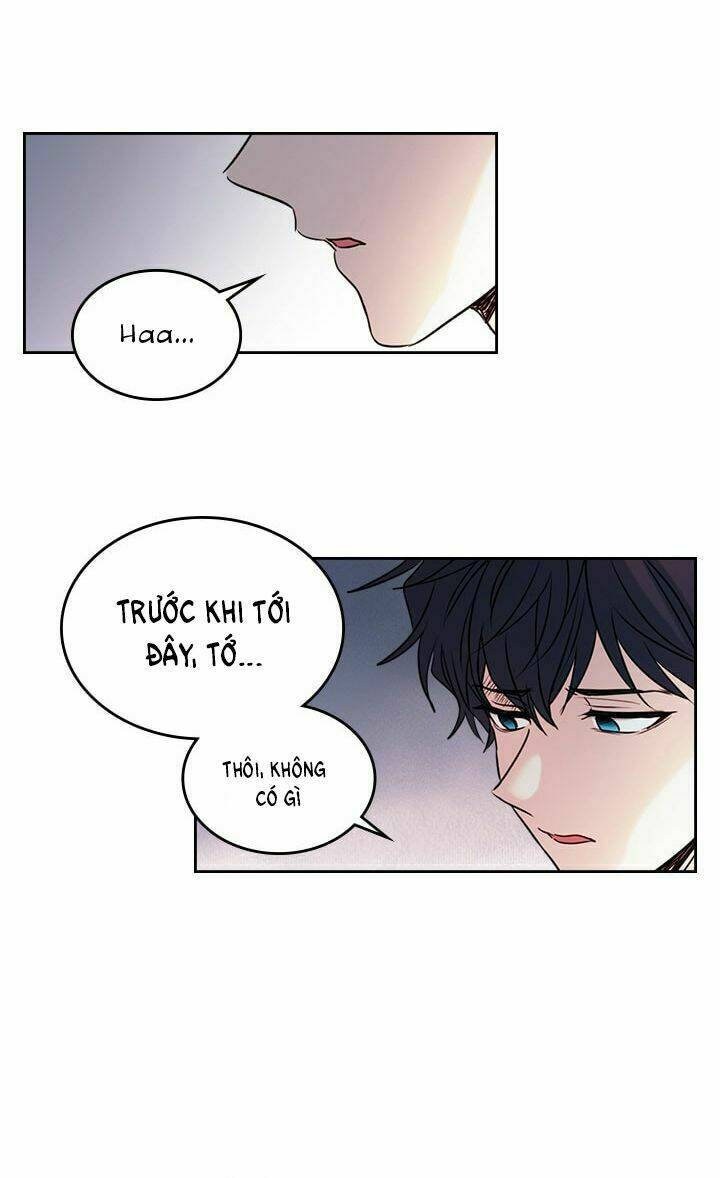 Haa...
TRƯỚC KHI TỚI
ĐÂY, TỚ...
THÔI, KHÔNG
CÓ GÌ